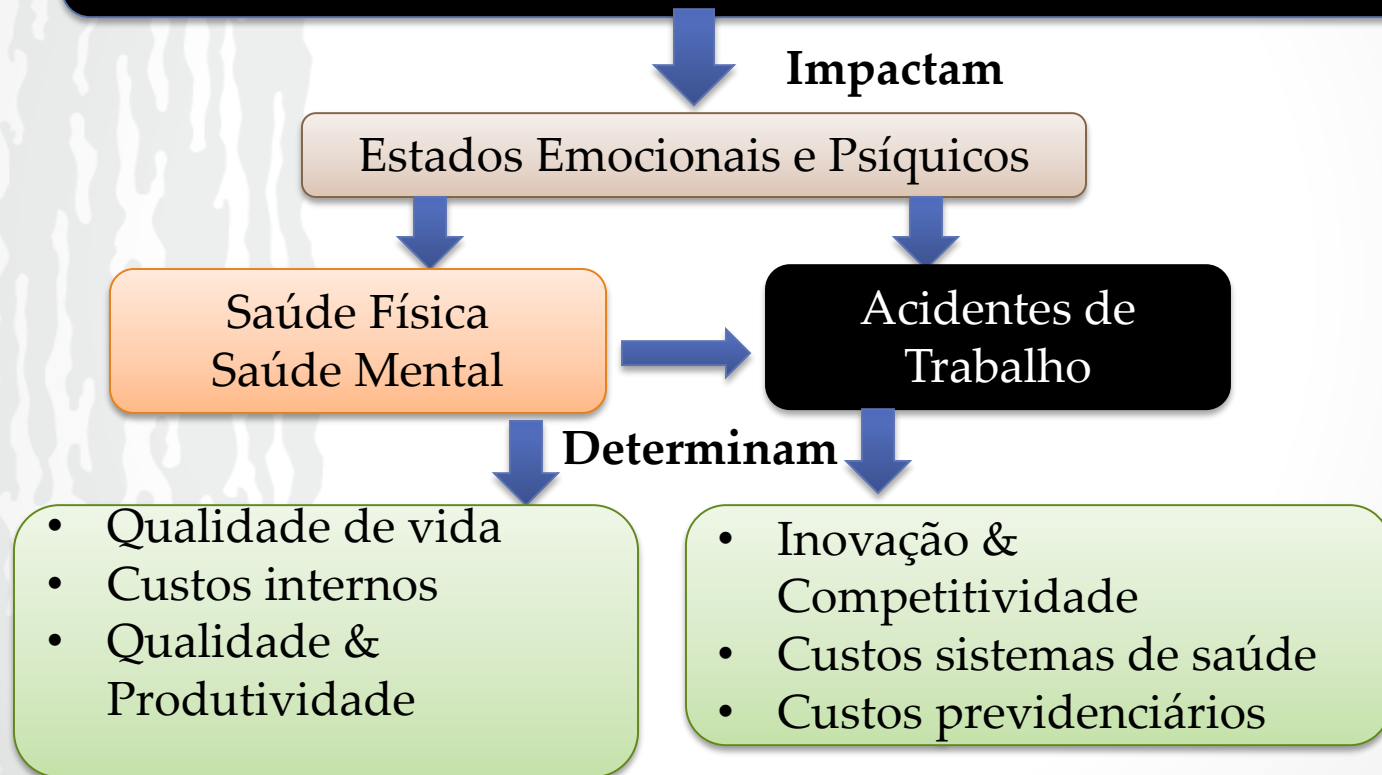 Impactam
Estados Emocionais e Psíquicos
Saúde Física
Saúde Mental
Acidentes de
Trabalho
Determinam
• Qualidade de vida
• Custos internos
• Qualidade &
Produtividade
• Inovação &
Competitividade
• Custos sistemas de saúde
• Custos previdenciários